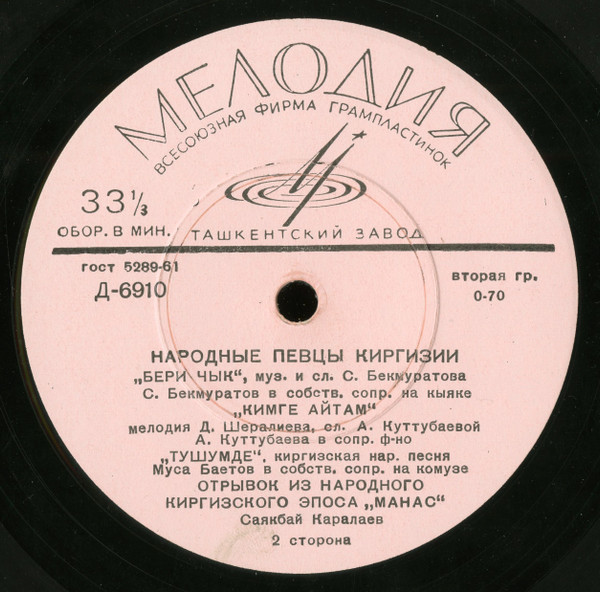 МЕЛОДИЯ
ВСЕСОЮЗНАЯ ФИРМА ГРАМПЛАСТИНОК
33⅓
ОБОР. В МИН.
ТАШКЕНТСКИЙ ЗАВОД
гост 5289-61
Д-6910
вторая гр.
0-70
НАРОДНЫЕ ПЕВЦЫ КИРГИЗИИ
„БЕРИ ЧЫК“, муз. и сл. С. Бекмуратова
С. Бекмуратов в собств. сопр. на кыяке
„КИМГЕ АЙТАМ“
мелодия Д. Шералиева, сл. А. Куттубаевой
А. Куттубаева в сопр. ф-но
„ТУШУМДЕ“, киргизская нар. песня
Муса Баетов в собств. сопр. на комузе
ОТРЫВОК ИЗ НАРОДНОГО
КИРГИЗСКОГО ЭПОСА „МАНАС“
Саякбай Каралаев
2 сторона